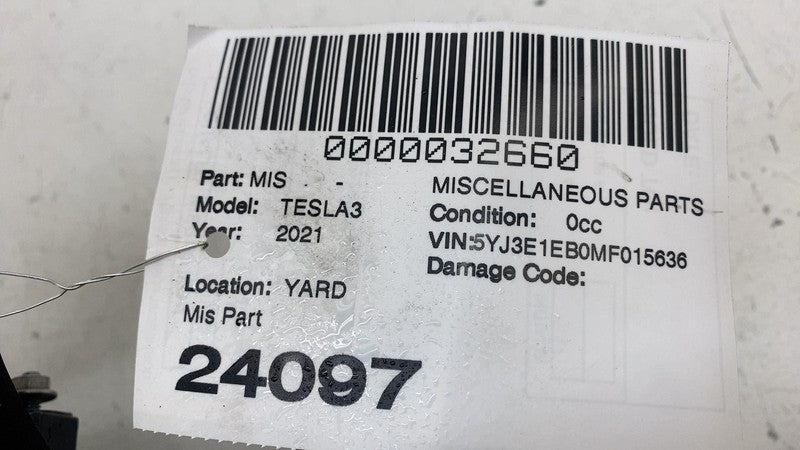 0000032660
Part: MIS - MISCELLANEOUS PARTS
Model: TESLA3 Condition: 0cc
Year: 2021 VIN:5YJ3E1EB0MF015636
Damage Code:
Location: YARD
Mis Part
24097